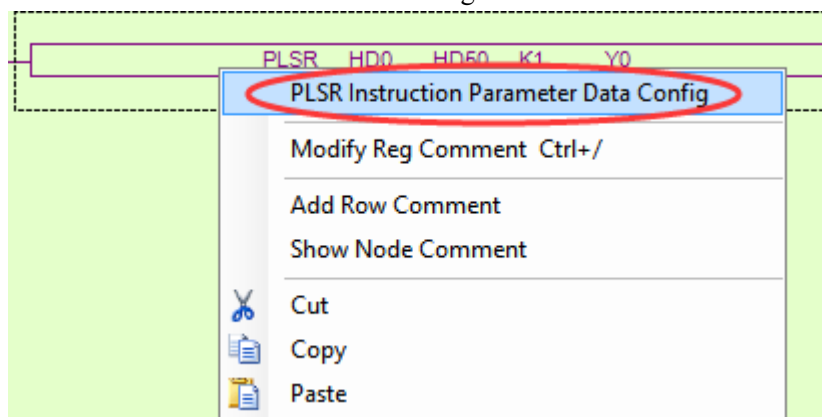 PLSR HD0 HD50 K1 Y0
PLSR Instruction Parameter Data Config
Modify Reg Comment Ctrl+/
Add Row Comment
Show Node Comment
Cut
Copy
Paste